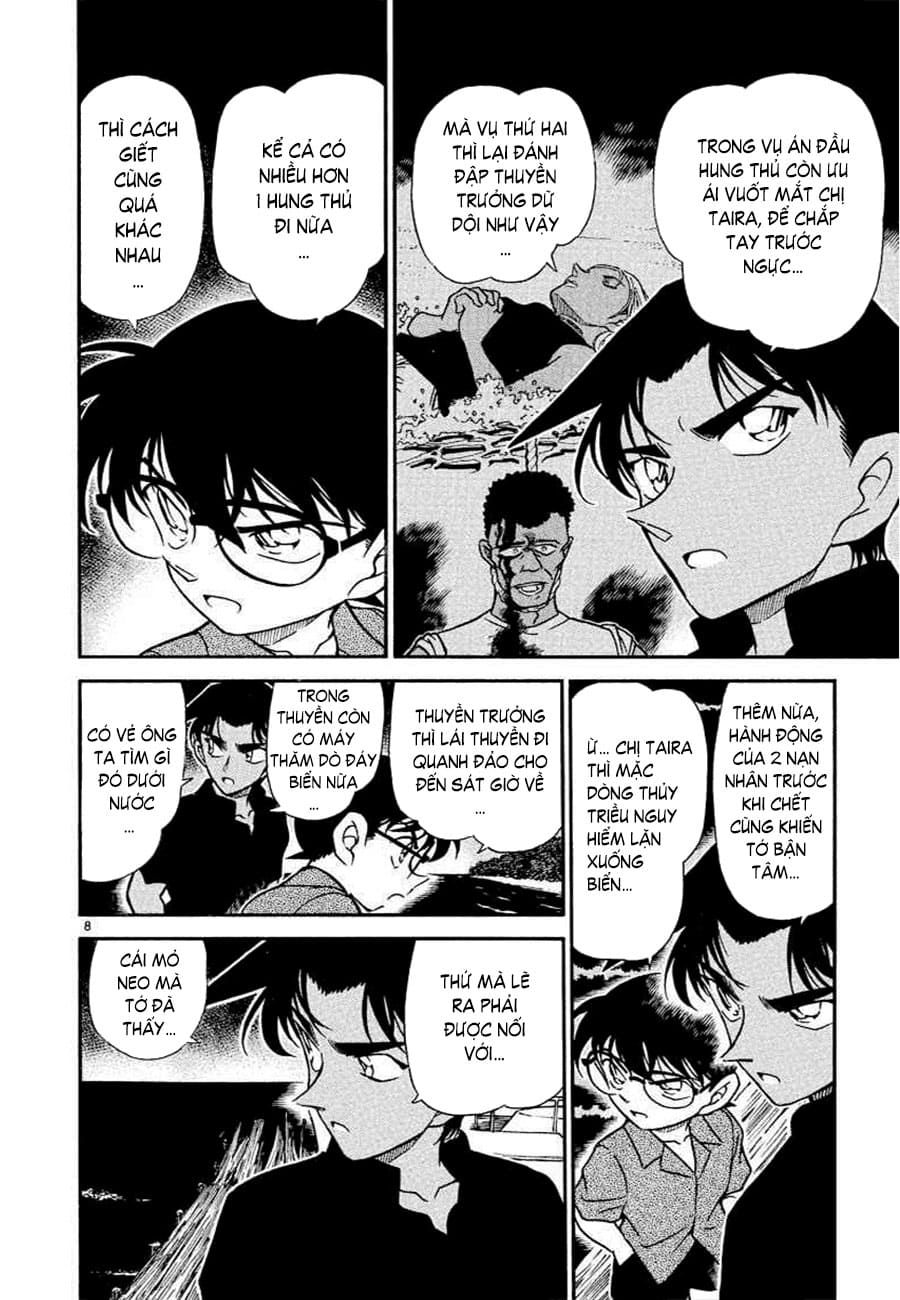 TRONG VỤ ÁN ĐẦU
HUNG THỦ CÒN ƯU
ÁI VUỐT MẮT CHỊ
TAIRA, ĐỂ CHẮP
TAY TRƯỚC
NGỰC...
MÀ VỤ THỨ HAI
THÌ LẠI ĐÁNH
ĐẬP THUYỀN
TRƯỞNG DỮ
DỘI NHƯ VẬY
...
KỂ CẢ CÓ
NHIỀU HƠN
1 HUNG THỦ
ĐI NỮA
...
THÌ CÁCH
GIẾT
CŨNG
QUÁ
KHÁC
NHAU
...
THÊM NỮA,
HÀNH ĐỘNG
CỦA 2 NẠN
NHÂN TRƯỚC
KHI CHẾT
CŨNG KHIẾN
TỚ BẬN
TÂM...
Ừ... CHỊ TAIRA
THÌ MẶC
DÒNG THỦY
TRIỀU NGUY
HIỂM LẶN
XUỐNG
BIỂN...
THUYỀN TRƯỞNG
THÌ LÁI THUYỀN ĐI
QUANH ĐẢO CHO
ĐẾN SÁT GIỜ VỀ
...
TRONG
THUYỀN CÒN
CÓ MÁY
THĂM DÒ ĐÁY
BIỂN NỮA
...
CÓ VẺ ÔNG
TA TÌM GÌ
ĐÓ DƯỚI
NƯỚC
...
THỨ MÀ LẼ
RA PHẢI
ĐƯỢC NỐI
VỚI...
CÁI MỎ
NEO MÀ
TỚ ĐÃ
THẤY...
8